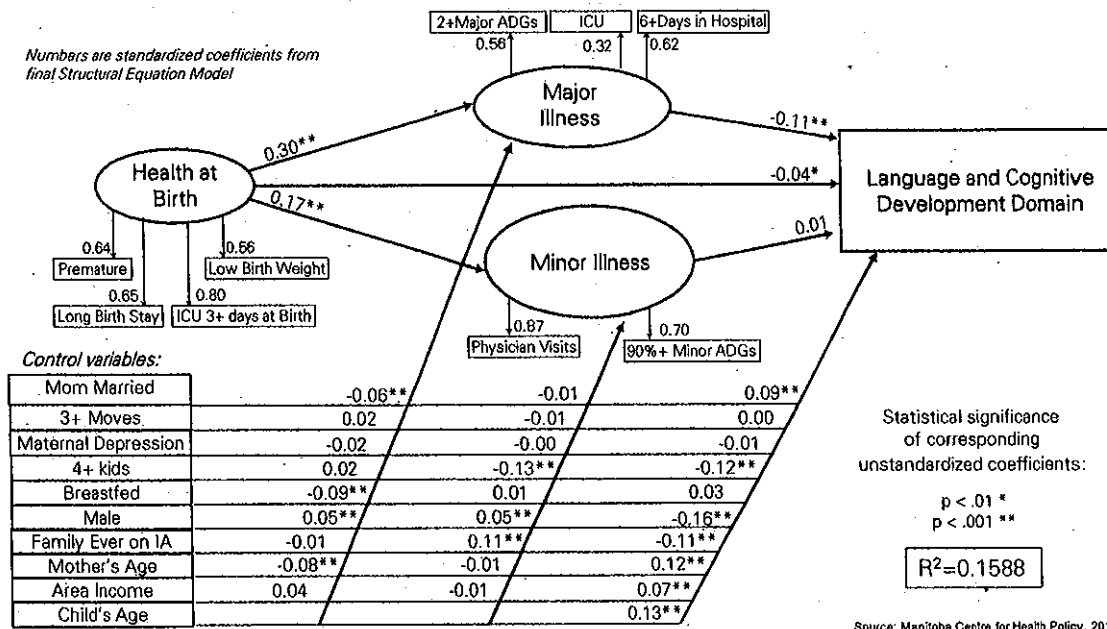 2+Major ADGs
ICU
6+Days in Hospital
0.56
0.32
0.62
Numbers are standardized coefficients from
final Structural Equation Model
Major
Illness
0.30**
-0.11**
Health at
Birth
-0.04*
Language and Cognitive
Development Domain
0.17**
0.01
Minor Illness
0.64
0.56
Premature
Low Birth Weight
0.65
0.80
Long Birth Stay
ICU 3+ days at Birth
0.87
0.70
Physician Visits
90%+ Minor ADGs
Control variables:
Mom Married -0.06** -0.01 0.09**
3+ Moves 0.02 -0.01 0.00
Maternal Depression -0.02 -0.00 -0.01
4+ kids 0.02 -0.13** -0.12**
Breastfed -0.09** 0.01 0.03
Male 0.05** 0.05** -0.16**
Family Ever on IA -0.01 0.11** -0.11**
Mother's Age -0.08** -0.01 0.12**
Area Income 0.04 -0.01 0.07**
Child's Age 0.13**
Statistical significance
of corresponding
unstandardized coefficients:
p < .01 *
p < .001 **
R²=0.1588
Source: Manitoba Centre for Health Policy,